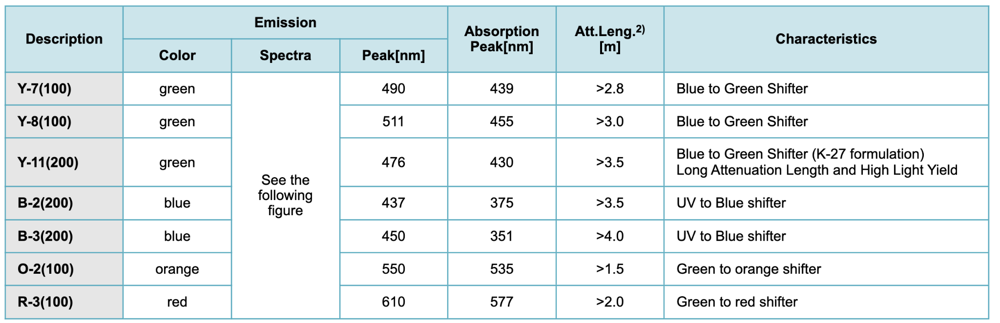 Description
Emission
Color
Spectra
Peak[nm]
Absorption
Peak[nm]
Att.Leng.2)
[m]
Characteristics
Y-7(100) green 490 439 >2.8 Blue to Green Shifter
Y-8(100) green 511 455 >3.0 Blue to Green Shifter
Y-11(200) green 476 430 >3.5 Blue to Green Shifter (K-27 formulation)
Long Attenuation Length and High Light Yield
See the
following
figure
B-2(200) blue 437 375 >3.5 UV to Blue shifter
B-3(200) blue 450 351 >4.0 UV to Blue shifter
O-2(100) orange 550 535 >1.5 Green to orange shifter
R-3(100) red 610 577 >2.0 Green to red shifter